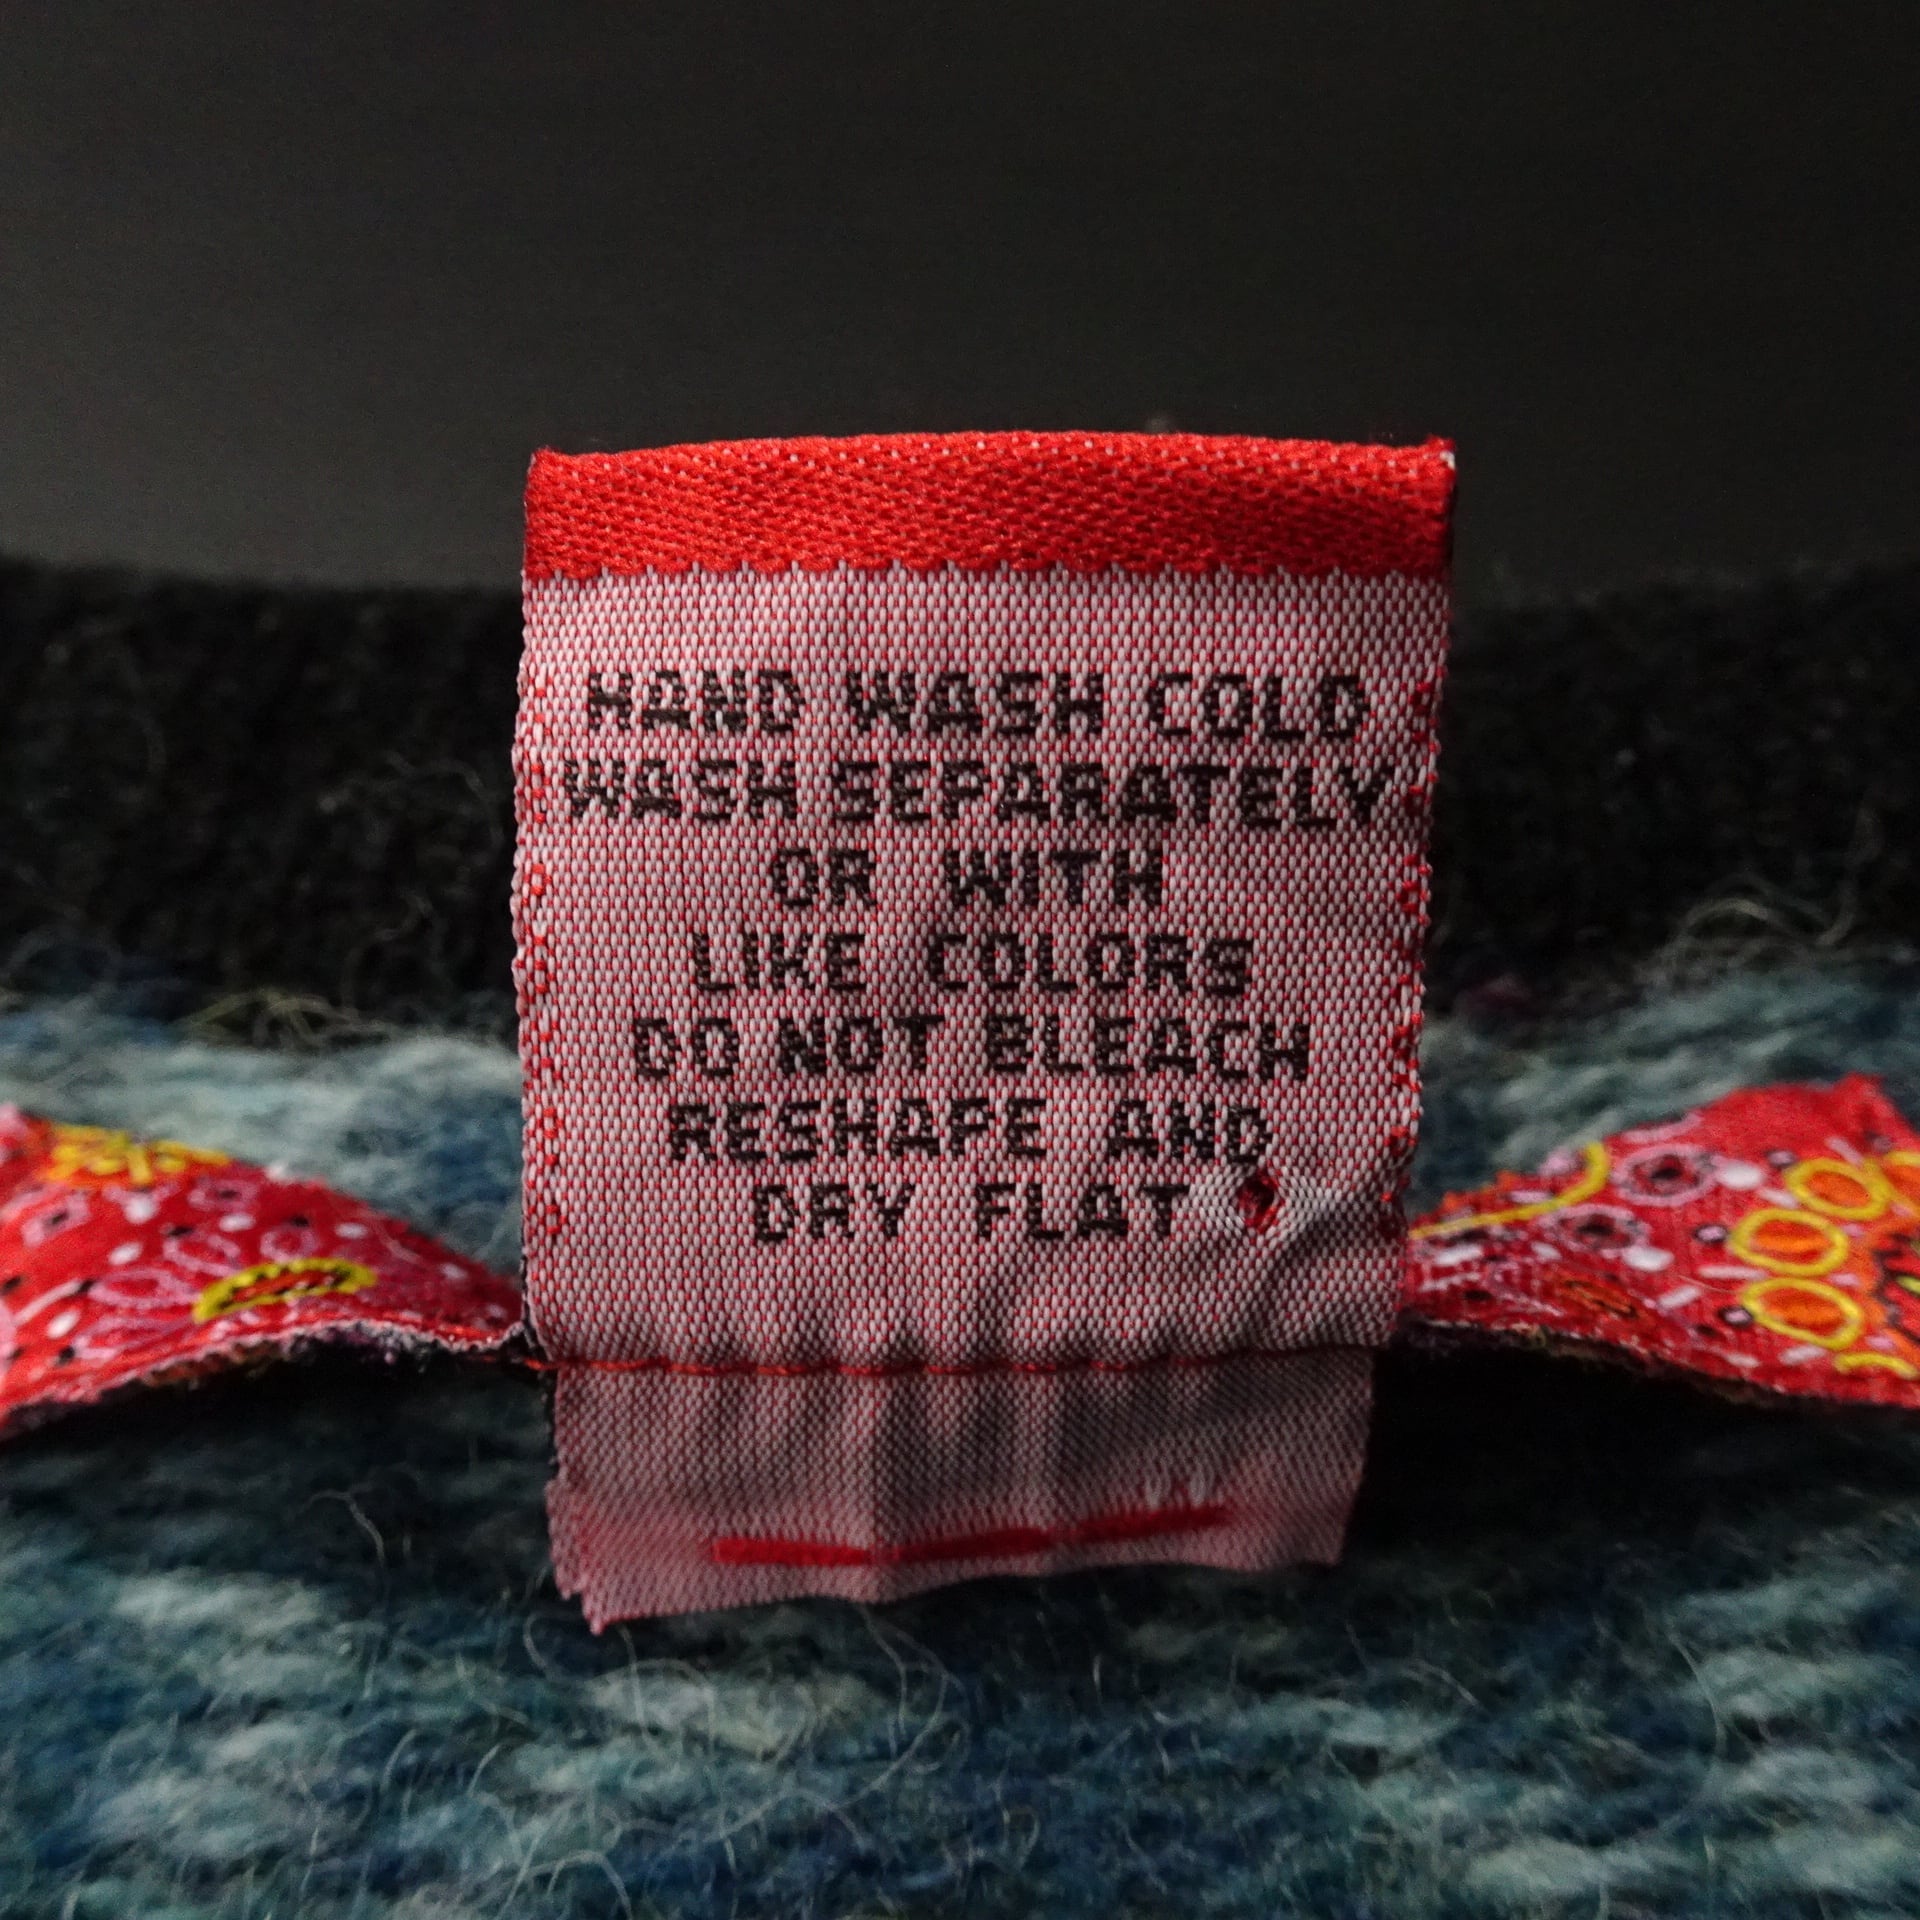 HAND WASH COLD
WASH SEPARATELY
OR WITH
LIKE COLORS
DO NOT BLEACH
RESHAPE AND
DRY FLAT